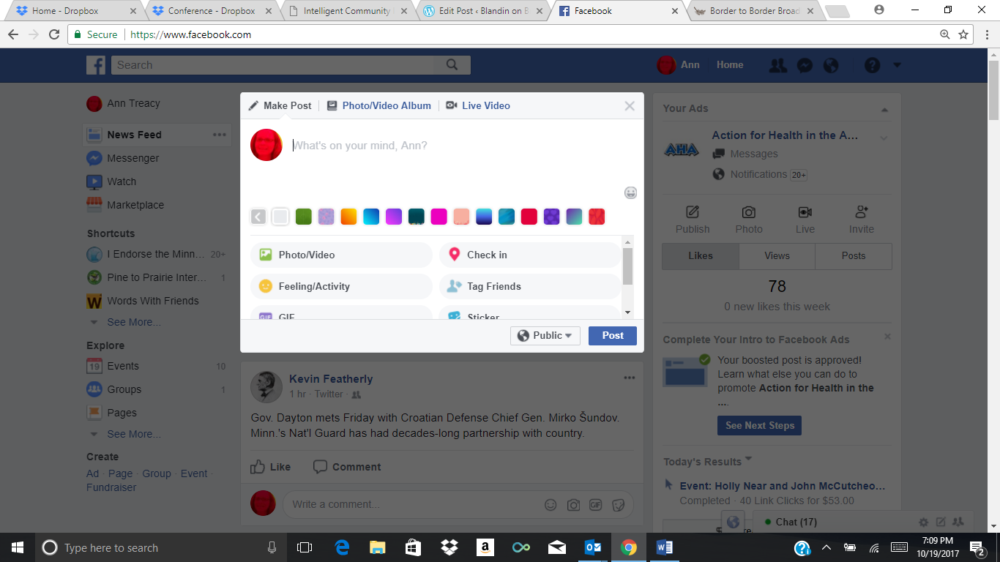 Home - Dropbox
Conference - Dropbox
Intelligent Community
Edit Post ‹ Blandin on B
Facebook
Border to Border Broad
Secure
https://www.facebook.com
Search
Ann
Home
Ann Treacy
News Feed
Messenger
Watch
Marketplace
Shortcuts
I Endorse the Minn... 20+
Pine to Prairie Inter... 1
Words With Friends
See More...
Explore
Events 10
Groups 1
Pages
See More...
Create
Ad · Page · Group · Event ·
Fundraiser
Make Post
Photo/Video Album
Live Video
What's on your mind, Ann?
Photo/Video
Check in
Feeling/Activity
Tag Friends
GIF
Sticker
Public
Post
Kevin Featherly
1 hr · Twitter ·
Gov. Dayton mets Friday with Croatian Defense Chief Gen. Mirko Šundov.
Minn.'s Nat'l Guard has had decades-long partnership with country.
Like
Comment
Write a comment...
GIF
Your Ads
AHA
Action for Health in the A...
Messages
Notifications 20+
Publish
Photo
Live
Invite
Likes
Views
Posts
78
0 new likes this week
Complete Your Intro to Facebook Ads
Your boosted post is approved!
Learn what else you can do to
promote Action for Health in the
....
See Next Steps
Today's Results
Event: Holly Near and John McCutcheo...
Completed · 40 Link Clicks for $53.00
Chat (17)
Type here to search
7:09 PM
10/19/2017
2